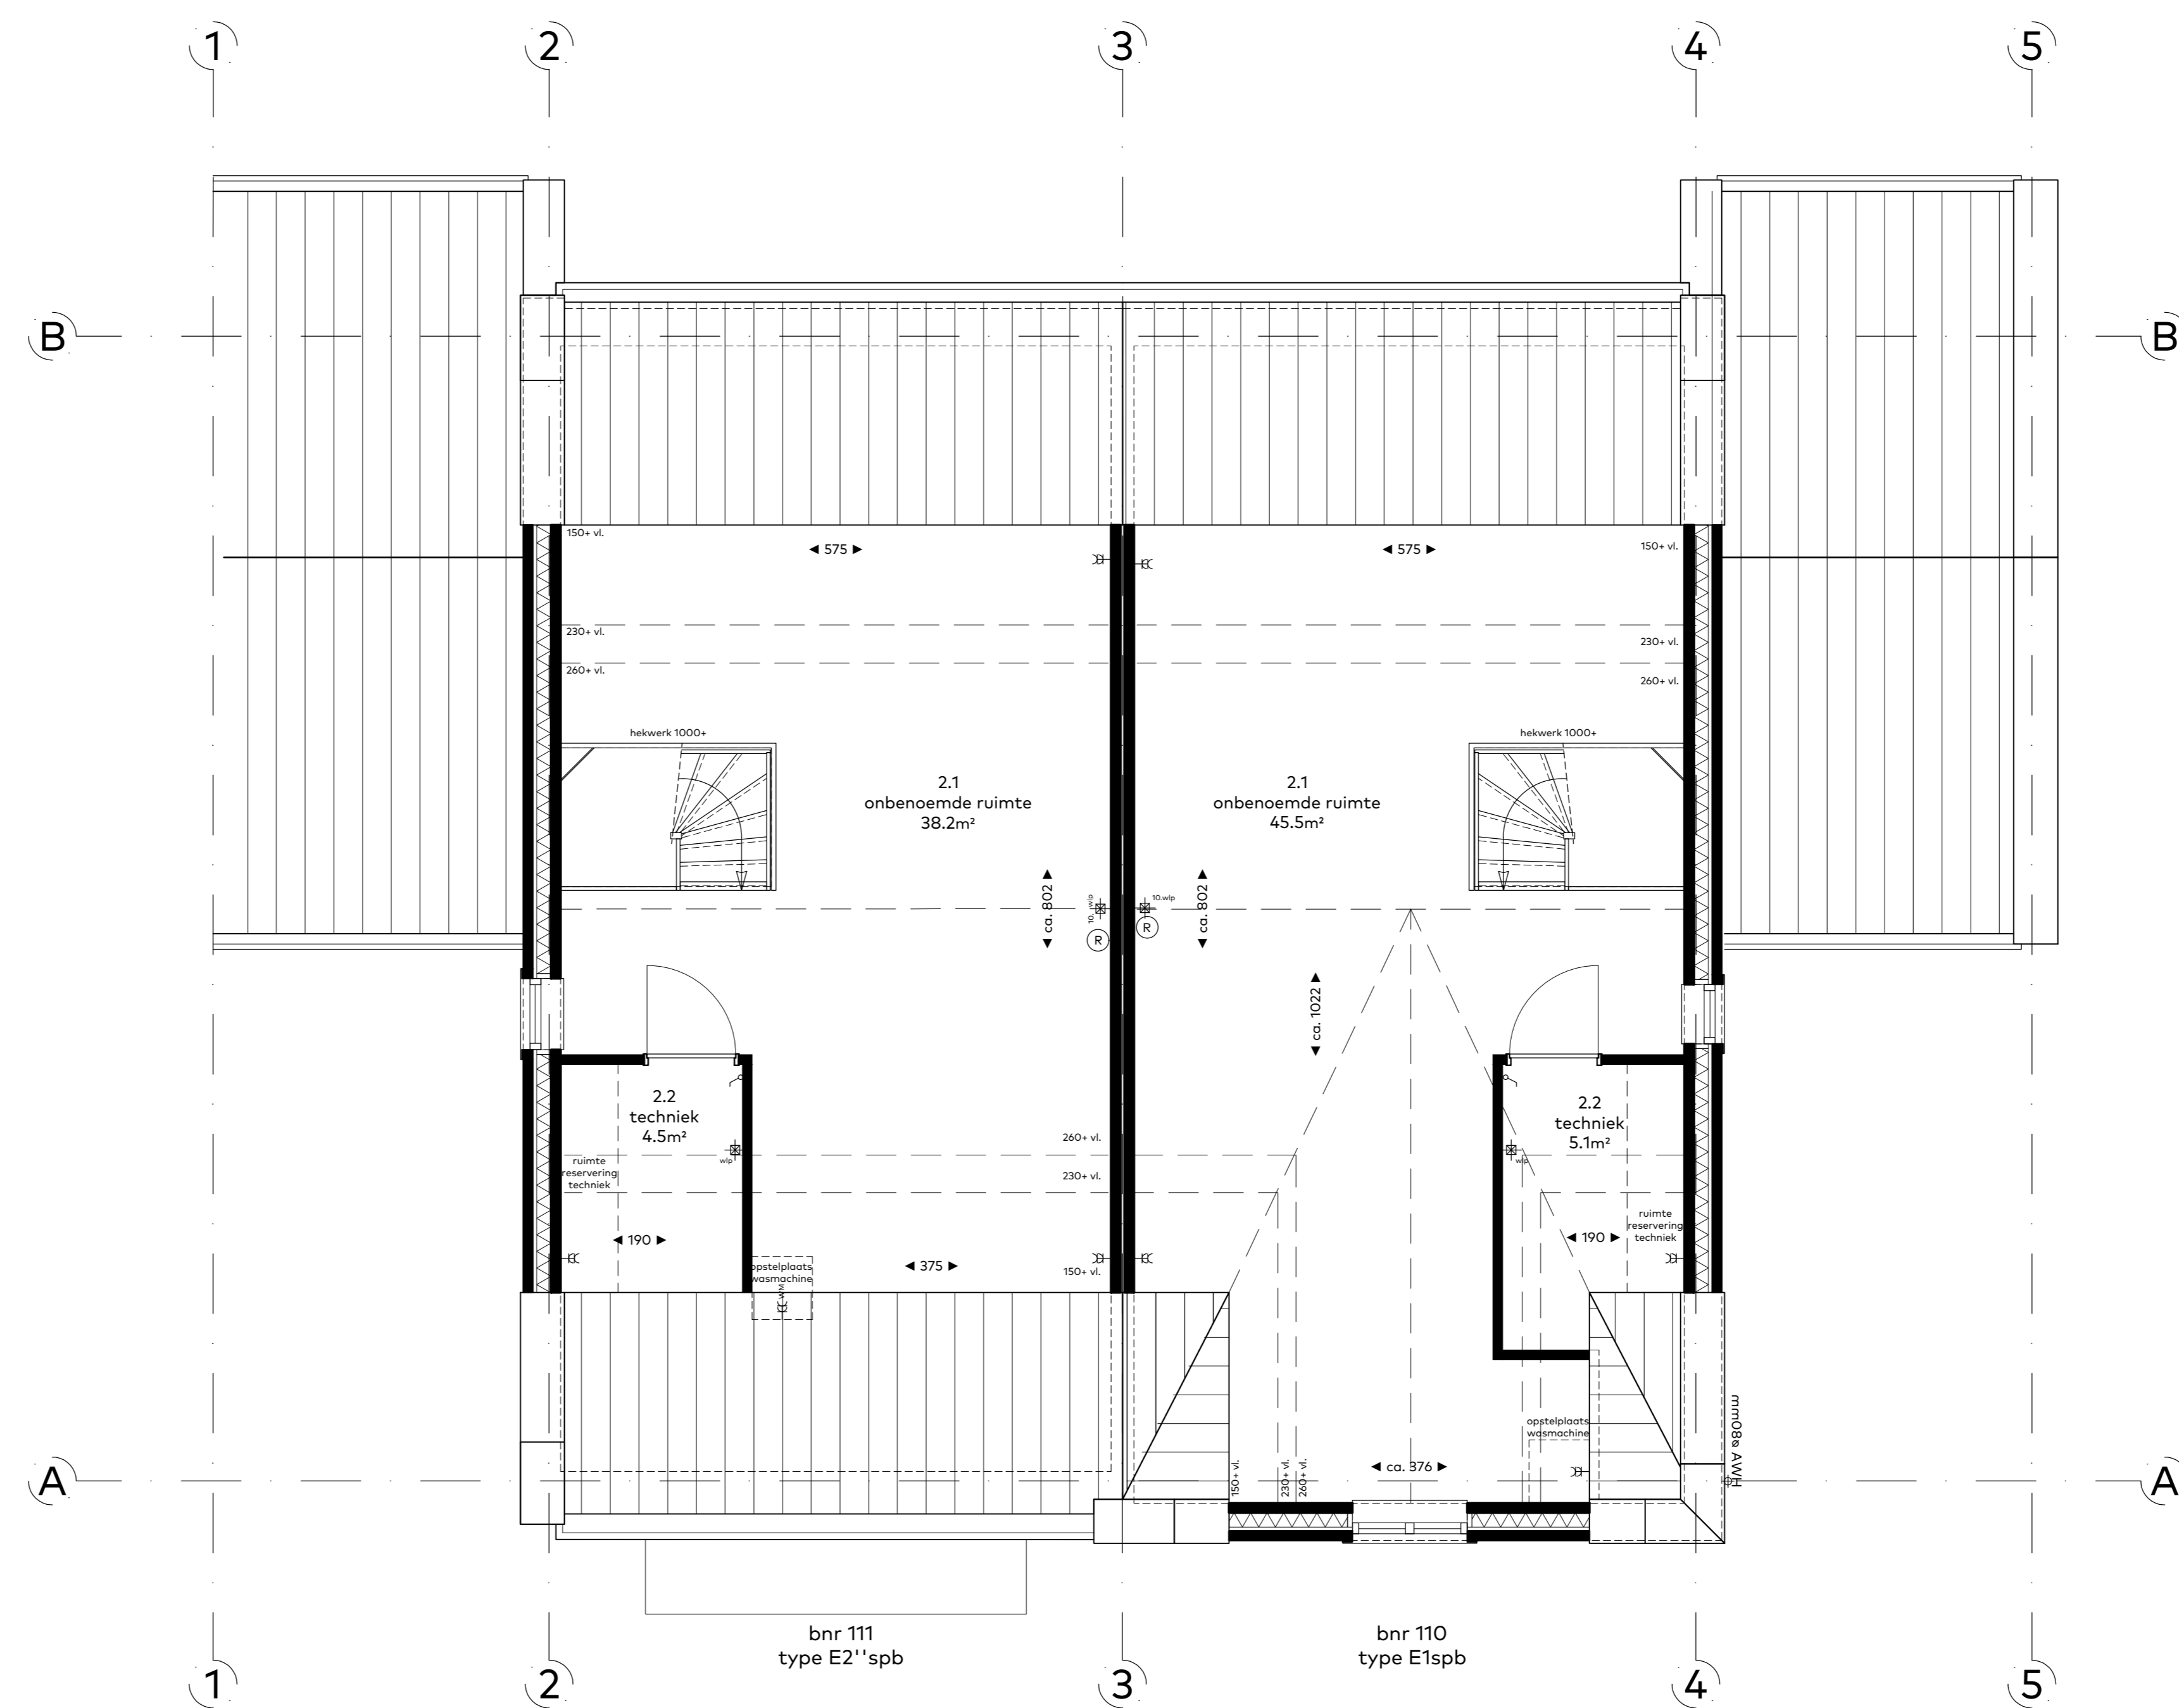 1
2
3
4
5
B
B
150+ vl.
575
575
150+ vl.
230+ vl.
230+ vl.
260+ vl.
260+ vl.
hekwerk 1000+
hekwerk 1000+
2.1
onbenoemde ruimte
38.2m²
2.1
onbenoemde ruimte
45.5m²
ca. 802
10. wlp
R
10.wlp
R
ca. 802
ca. 1022
2.2
techniek
4.5m²
wlp
ruimte
reservering
techniek
190
260+ vl.
230+ vl.
2.2
techniek
5.1m²
wlp
ruimte
reservering
techniek
190
opstelplaats
wasmachine
WM
375
150+ vl.
opstelplaats
wasmachine
HWA ø80mm
150+ vl.
230+ vl.
260+ vl.
ca. 376
A
A
bnr 111
type E2''spb
bnr 110
type E1spb
1
2
3
4
5